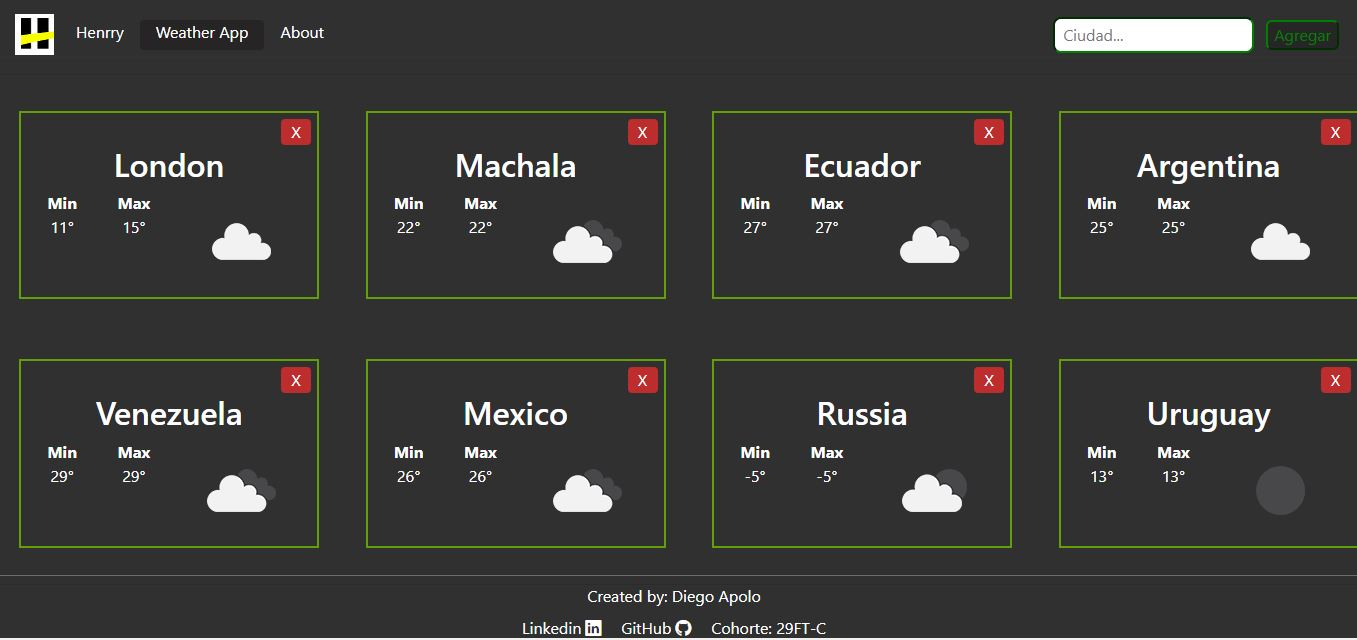 Henrry Weather App About Ciudad... Agregar
X X X X
London Machala Ecuador Argentina
Min Max Min Max Min Max Min Max
11° 15° 22° 22° 27° 27° 25° 25°
X X X X
Venezuela Mexico Russia Uruguay
Min Max Min Max Min Max Min Max
29° 29° 26° 26° -5° -5° 13° 13°
Created by: Diego Apolo
Linkedin in GitHub Cohorte: 29FT-C